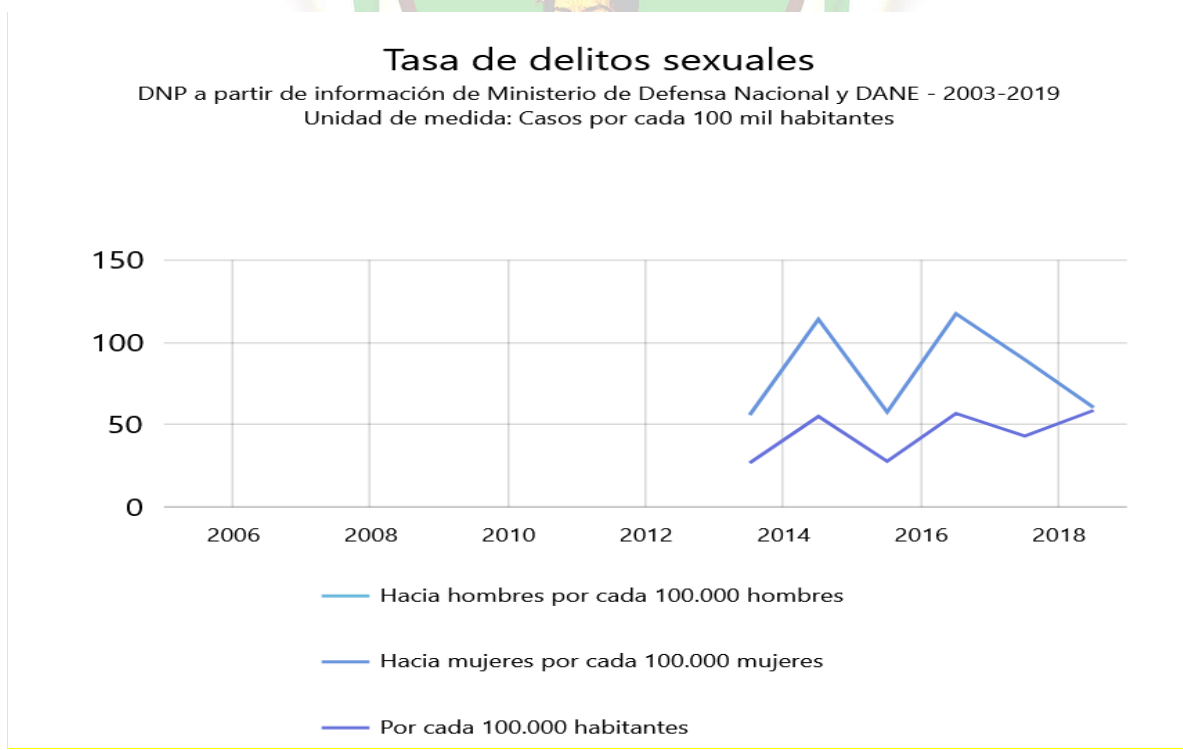 Tasa de delitos sexuales
DNP a partir de información de Ministerio de Defensa Nacional y DANE - 2003-2019
Unidad de medida: Casos por cada 100 mil habitantes
150
100
50
0
2006 2008 2010 2012 2014 2016 2018
Hacia hombres por cada 100.000 hombres
Hacia mujeres por cada 100.000 mujeres
Por cada 100.000 habitantes